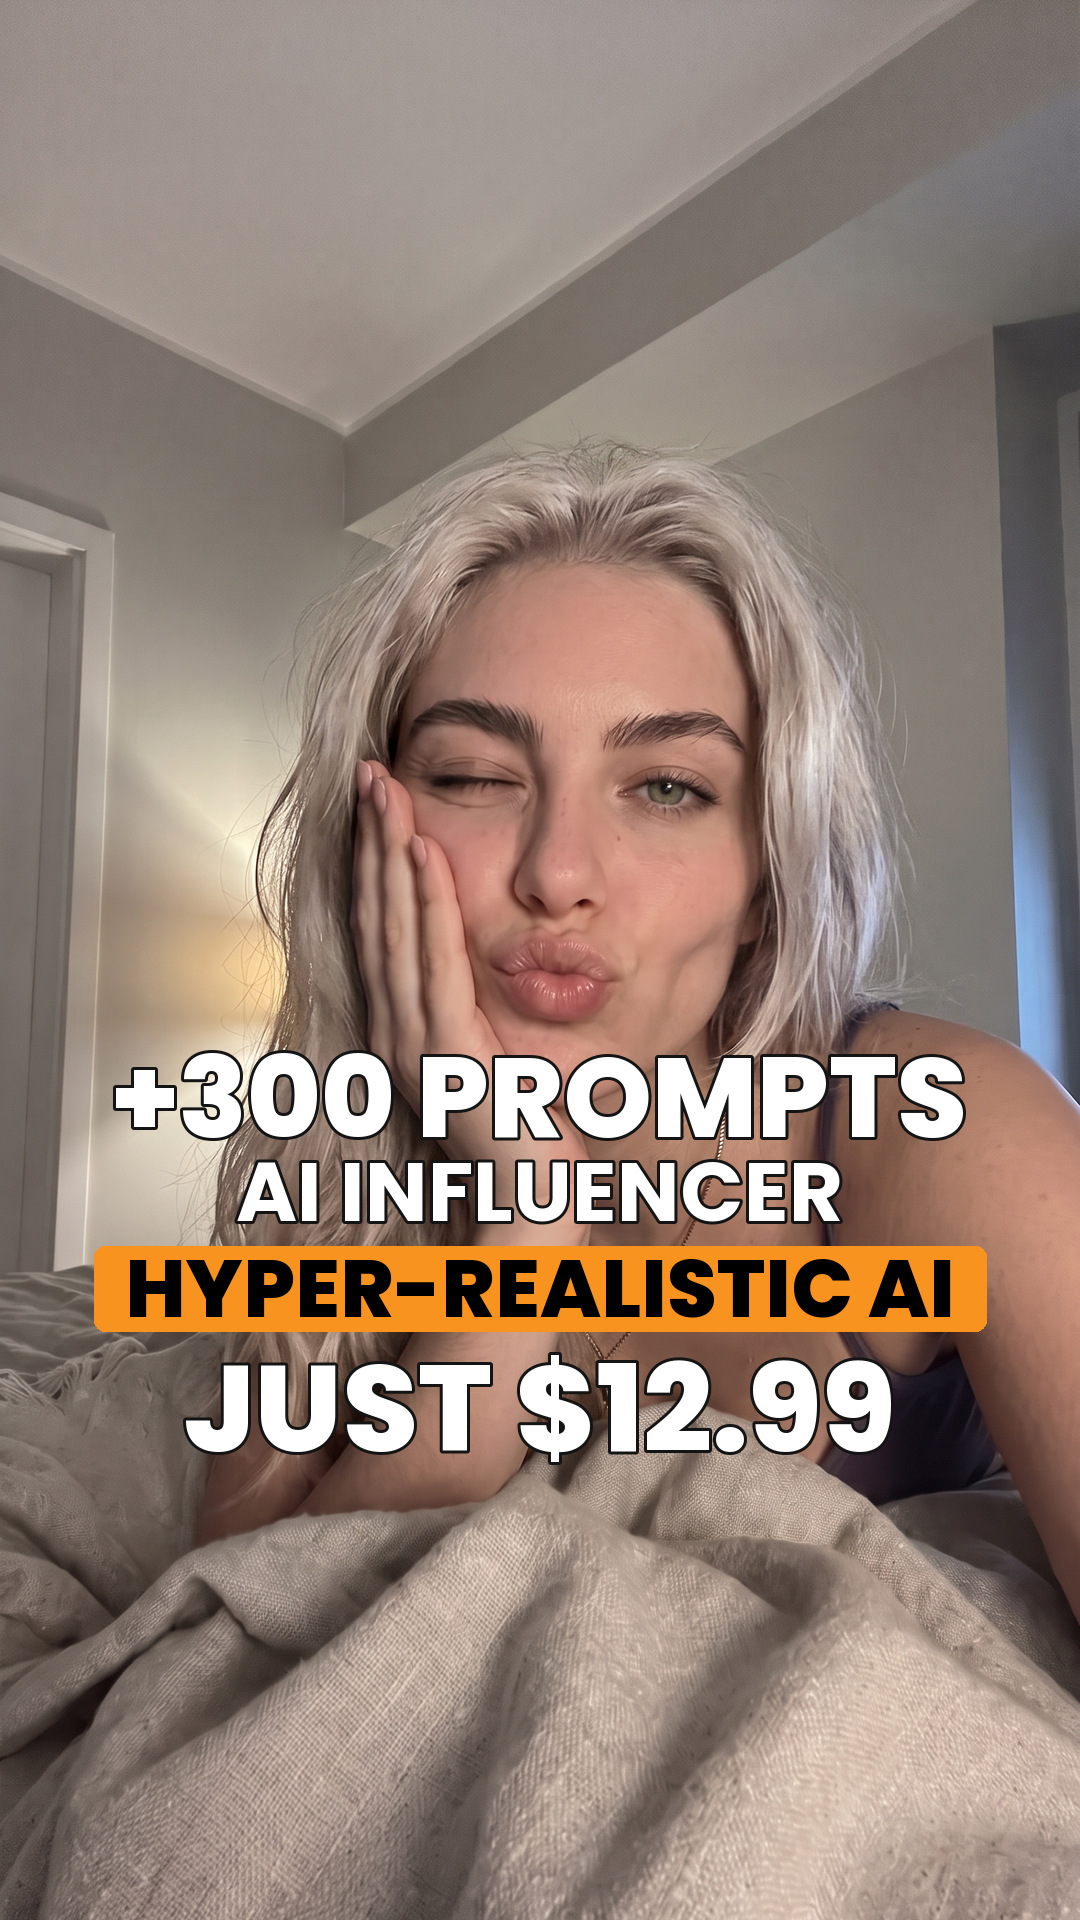 +300 PROMPTS
AI INFLUENCER
HYPER-REALISTIC AI
JUST $12.99